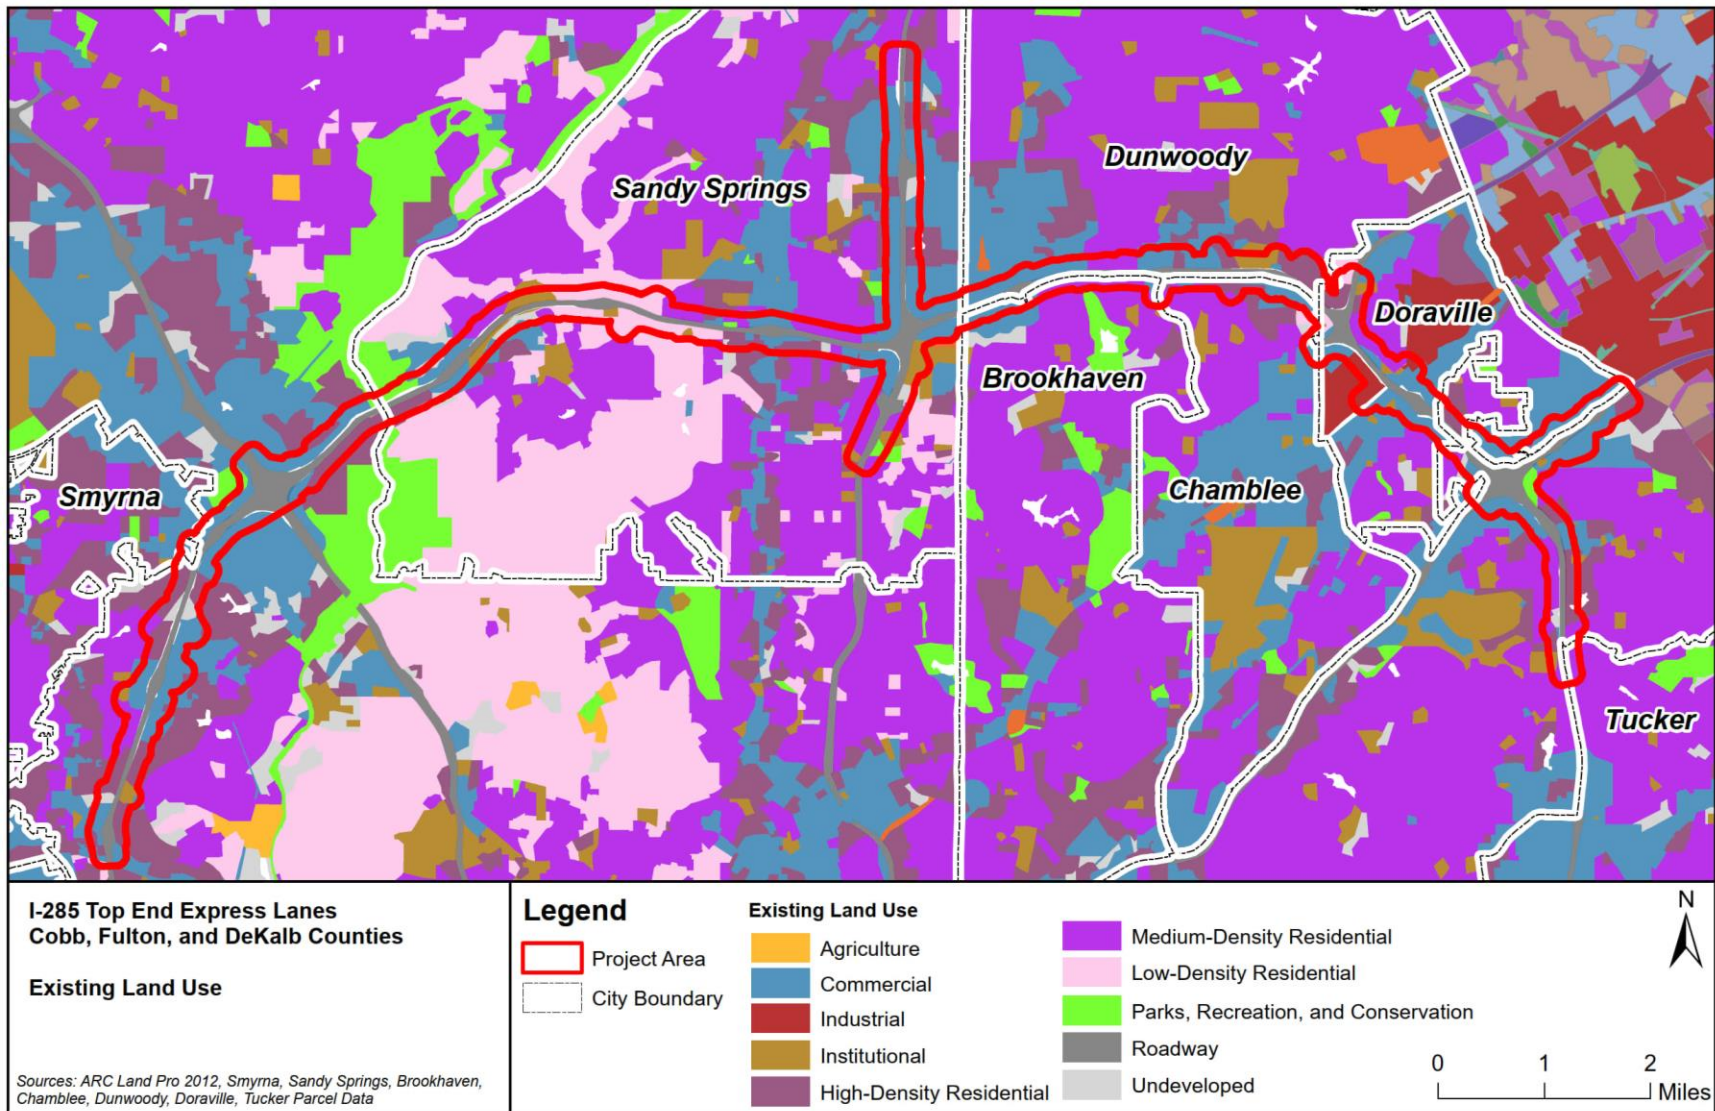 Dunwoody
Sandy Springs
Doraville
Brookhaven
Smyrna
Chamblee
Tucker
I-285 Top End Express Lanes
Cobb, Fulton, and DeKalb Counties
Existing Land Use
Sources: ARC Land Pro 2012, Smyrna, Sandy Springs, Brookhaven,
Chamblee, Dunwoody, Doraville, Tucker Parcel Data
Legend
Project Area
City Boundary
Existing Land Use
Agriculture
Commercial
Industrial
Institutional
High-Density Residential
Medium-Density Residential
Low-Density Residential
Parks, Recreation, and Conservation
Roadway
Undeveloped
N
0 1 2
Miles